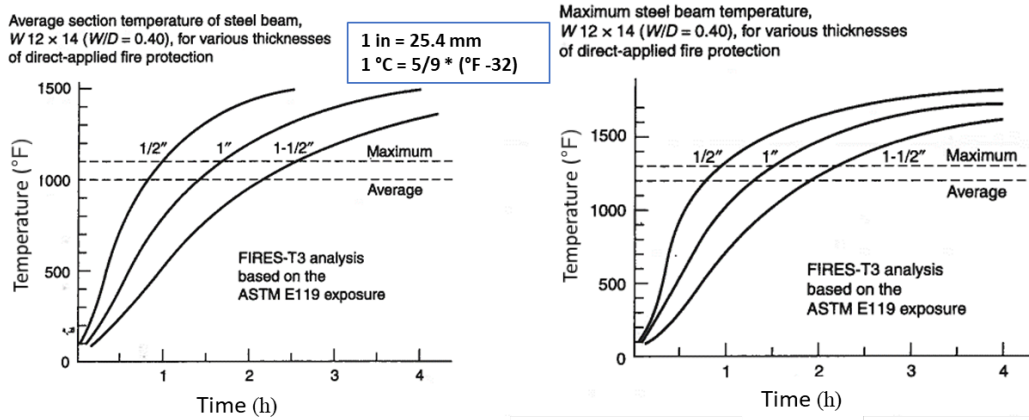 Average section temperature of steel beam,
W 12 × 14 (W/D = 0.40), for various thicknesses
of direct-applied fire protection
1 in = 25.4 mm
1 °C = 5/9 * (°F -32)
Maximum steel beam temperature,
W 12 × 14 (W/D = 0.40), for various thicknesses
of direct-applied fire protection
Temperature (°F)
1500
1000
500
0
1/2″
1″
1-1/2″
Maximum
Average
FIRES-T3 analysis
based on the
ASTM E119 exposure
1
2
3
4
Time (h)
Temperature (°F)
1500
1000
500
0
1/2″
1″
1-1/2″
Maximum
Average
FIRES-T3 analysis
based on the
ASTM E119 exposure
1
2
3
4
Time (h)